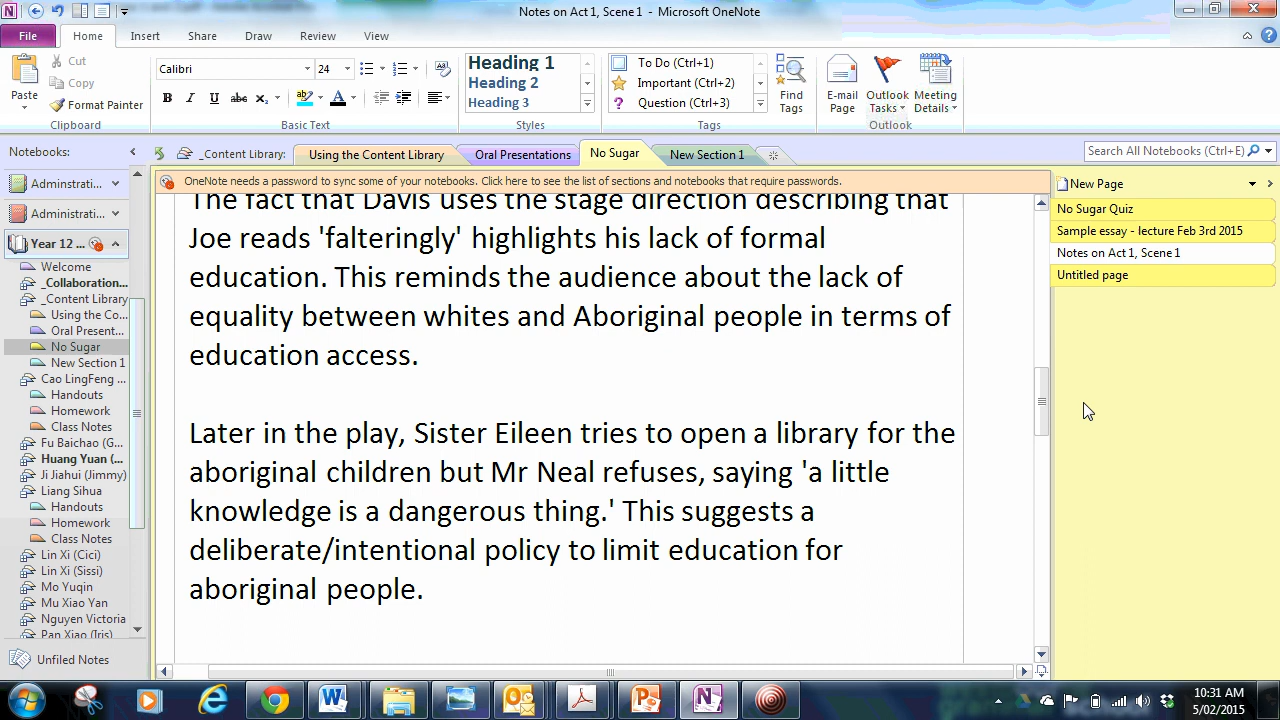 Notes on Act 1, Scene 1 - Microsoft OneNote
File Home Insert Share Draw Review View
Paste
Cut
Copy
Format Painter
Clipboard
Calibri 24
B I U abc X₂ A
Basic Text
Heading 1
Heading 2
Heading 3
Styles
To Do (Ctrl+1)
Important (Ctrl+2)
Question (Ctrl+3)
Tags
Find Tags
E-mail Page
Outlook Tasks
Meeting Details
Outlook
Notebooks:
_Content Library:
Using the Content Library
Oral Presentations
No Sugar
New Section 1
Search All Notebooks (Ctrl+E)
Adminstrati...
Administrati...
Year 12 ...
Welcome
_Collaboration...
_Content Library
Using the Co...
Oral Present...
No Sugar
New Section 1
Cao LingFeng ...
Handouts
Homework
Class Notes
Fu Baichao (G...
Huang Yuan (...
Ji Jiahui (Jimmy)
Liang Sihua
Handouts
Homework
Class Notes
Lin Xi (Cici)
Lin Xi (Sissi)
Mo Yuqin
Mu Xiao Yan
Nguyen Victoria
Pan Xiao (Iris)
Unfiled Notes
OneNote needs a password to sync some of your notebooks. Click here to see the list of sections and notebooks that require passwords.
The fact that Davis uses the stage direction describing that
Joe reads 'falteringly' highlights his lack of formal
education. This reminds the audience about the lack of
equality between whites and Aboriginal people in terms of
education access.
Later in the play, Sister Eileen tries to open a library for the
aboriginal children but Mr Neal refuses, saying 'a little
knowledge is a dangerous thing.' This suggests a
deliberate/intentional policy to limit education for
aboriginal people.
New Page
No Sugar Quiz
Sample essay - lecture Feb 3rd 2015
Notes on Act 1, Scene 1
Untitled page
10:31 AM
5/02/2015